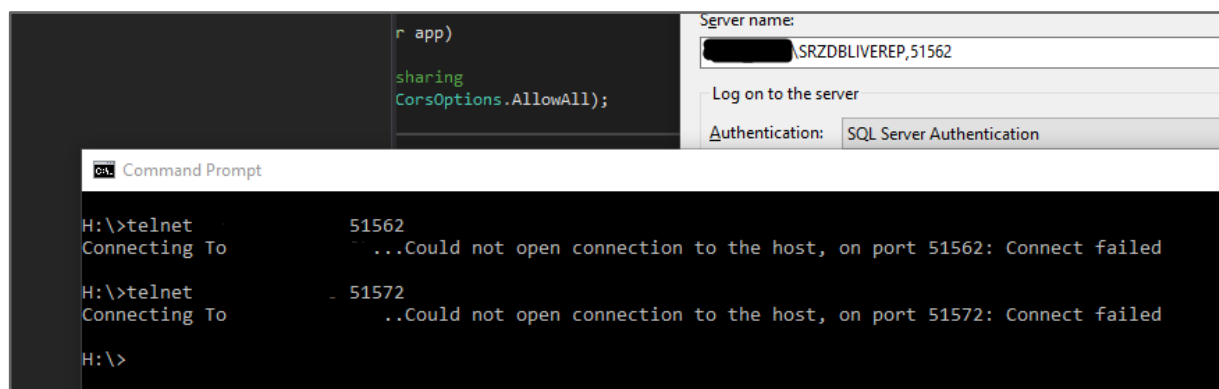 r app)
sharing
CorsOptions.AllowAll);
Server name:
\SRZDBLIVEREP,51562
Log on to the server
Authentication: SQL Server Authentication
Command Prompt
H:\>telnet 51562
Connecting To ...Could not open connection to the host, on port 51562: Connect failed
H:\>telnet 51572
Connecting To ..Could not open connection to the host, on port 51572: Connect failed
H:\>